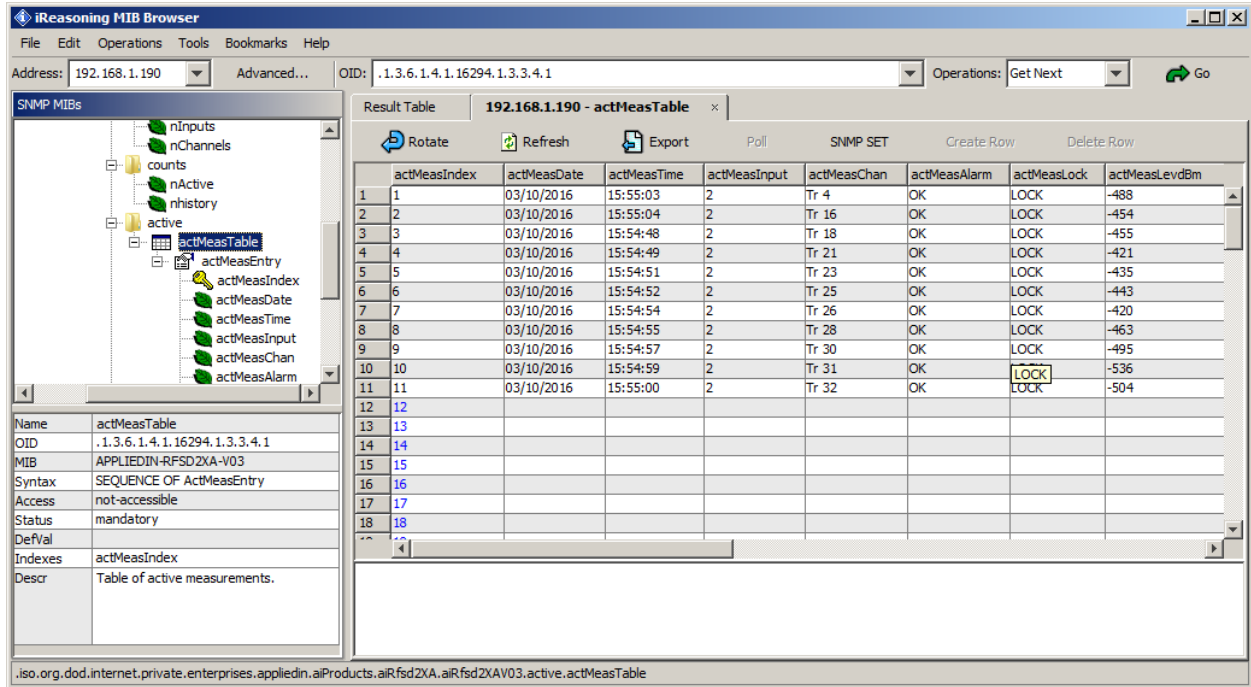 iReasoning MIB Browser
File Edit Operations Tools Bookmarks Help
Address: 192.168.1.190 Advanced... OID: .1.3.6.1.4.1.16294.1.3.3.4.1 Operations: Get Next Go
SNMP MIBs
nInputs
nChannels
counts
nActive
nhistory
active
actMeasTable
actMeasEntry
actMeasIndex
actMeasDate
actMeasTime
actMeasInput
actMeasChan
actMeasAlarm
Name actMeasTable
OID .1.3.6.1.4.1.16294.1.3.3.4.1
MIB APPLIEDIN-RFSD2XA-V03
Syntax SEQUENCE OF ActMeasEntry
Access not-accessible
Status mandatory
DefVal
Indexes actMeasIndex
Descr Table of active measurements.
Result Table 192.168.1.190 - actMeasTable ×
Rotate Refresh Export Poll SNMP SET Create Row Delete Row
actMeasIndex actMeasDate actMeasTime actMeasInput actMeasChan actMeasAlarm actMeasLock actMeasLevdBm
1 1 03/10/2016 15:55:03 2 Tr 4 OK LOCK -488
2 2 03/10/2016 15:55:04 2 Tr 16 OK LOCK -454
3 3 03/10/2016 15:54:48 2 Tr 18 OK LOCK -455
4 4 03/10/2016 15:54:49 2 Tr 21 OK LOCK -421
5 5 03/10/2016 15:54:51 2 Tr 23 OK LOCK -435
6 6 03/10/2016 15:54:52 2 Tr 25 OK LOCK -443
7 7 03/10/2016 15:54:54 2 Tr 26 OK LOCK -420
8 8 03/10/2016 15:54:55 2 Tr 28 OK LOCK -463
9 9 03/10/2016 15:54:57 2 Tr 30 OK LOCK -495
10 10 03/10/2016 15:54:59 2 Tr 31 OK LOCK -536
11 11 03/10/2016 15:55:00 2 Tr 32 OK LOCK -504
12 12
13 13
14 14
15 15
16 16
17 17
18 18
.iso.org.dod.internet.private.enterprises.appliedin.aiProducts.aiRfsd2XA.aiRfsd2XAV03.active.actMeasTable